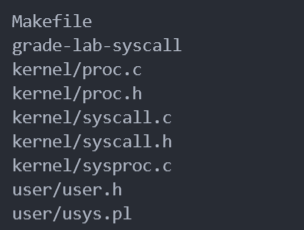 Makefile
grade-lab-syscall
kernel/proc.c
kernel/proc.h
kernel/syscall.c
kernel/syscall.h
kernel/sysproc.c
user/user.h
user/usys.pl